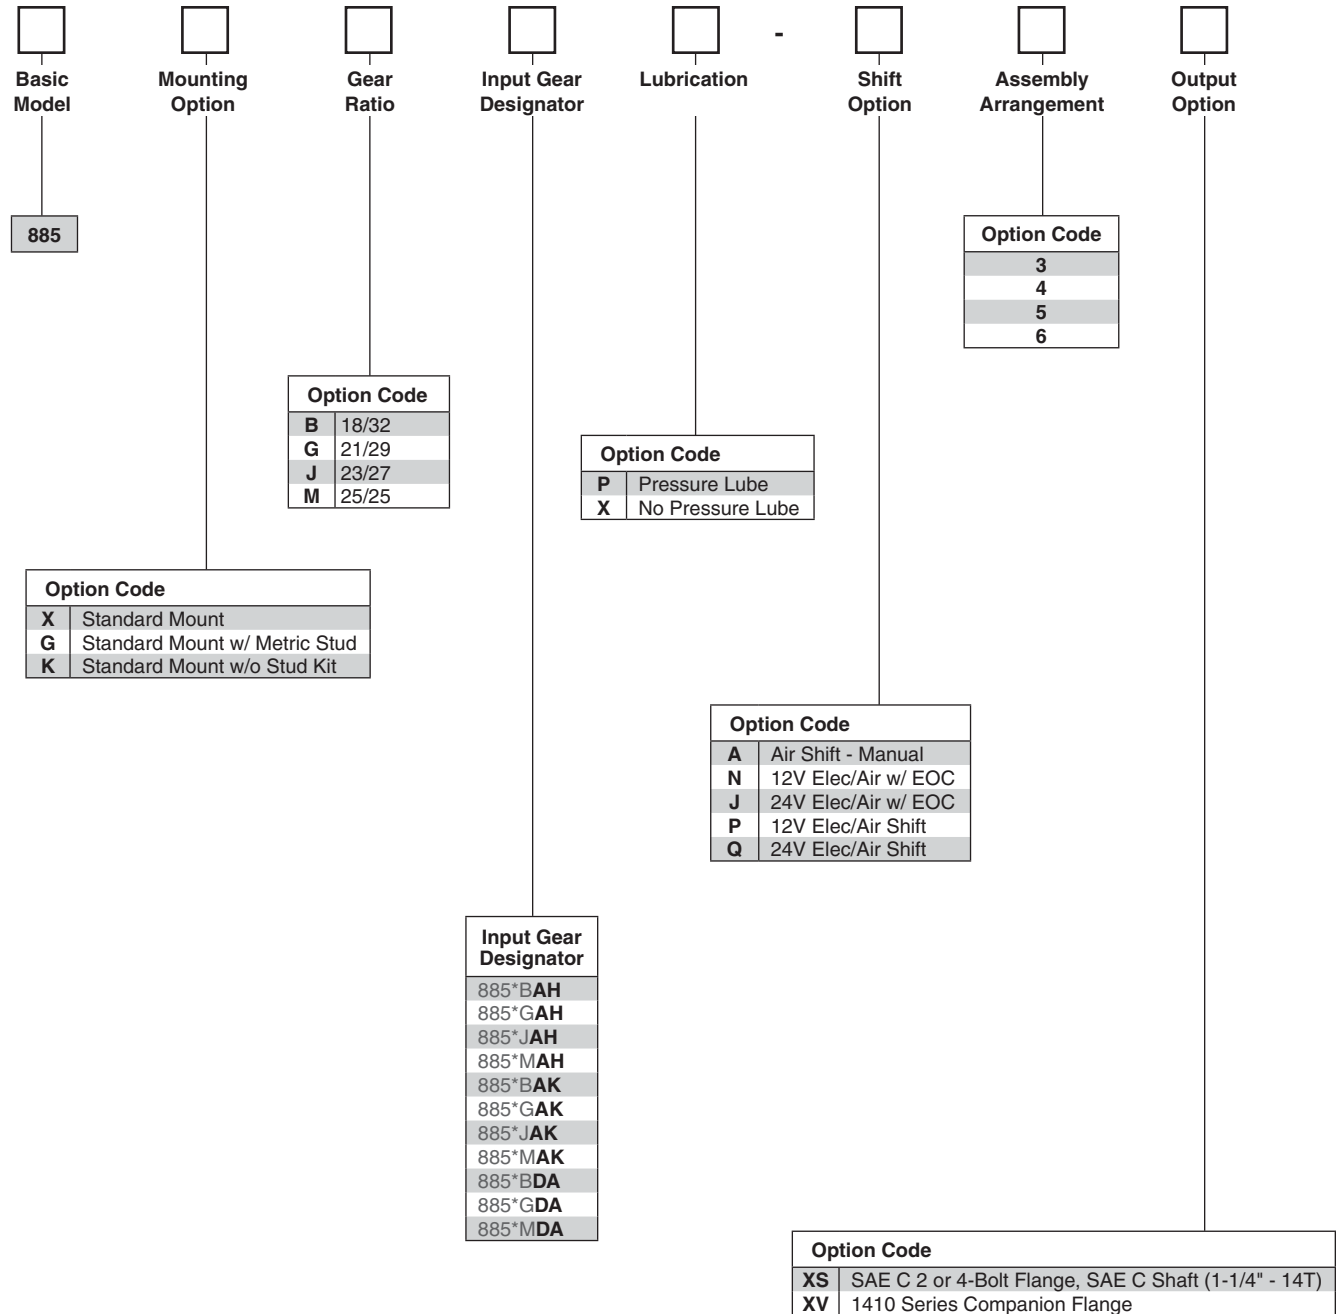 -
Basic Model
Mounting Option
Gear Ratio
Input Gear Designator
Lubrication
Shift Option
Assembly Arrangement
Output Option
885
Option Code
3
4
5
6
Option Code
B 18/32
G 21/29
J 23/27
M 25/25
Option Code
P Pressure Lube
X No Pressure Lube
Option Code
X Standard Mount
G Standard Mount w/ Metric Stud
K Standard Mount w/o Stud Kit
Option Code
A Air Shift - Manual
N 12V Elec/Air w/ EOC
J 24V Elec/Air w/ EOC
P 12V Elec/Air Shift
Q 24V Elec/Air Shift
Input Gear
Designator
885*BAH
885*GAH
885*JAH
885*MAH
885*BAK
885*GAK
885*JAK
885*MAK
885*BDA
885*GDA
885*MDA
Option Code
XS SAE C 2 or 4-Bolt Flange, SAE C Shaft (1-1/4" - 14T)
XV 1410 Series Companion Flange